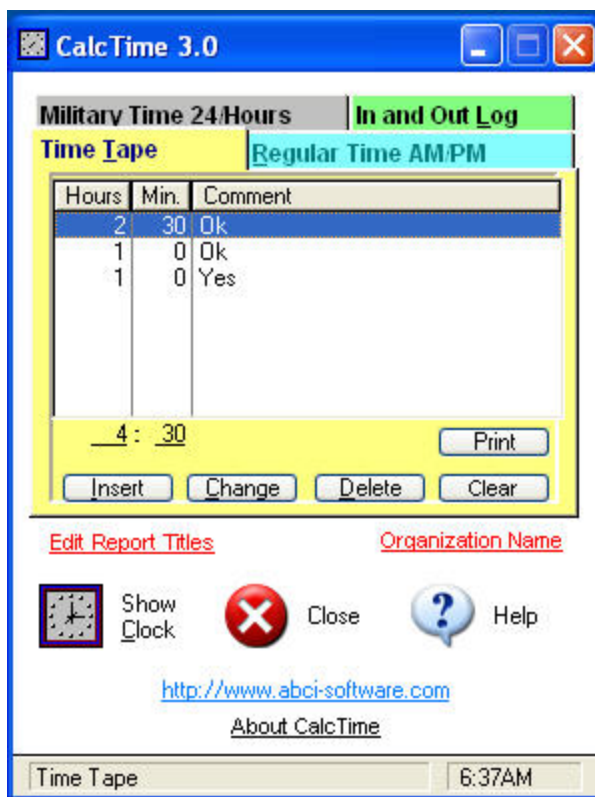 CalcTime 3.0
Military Time 24/Hours In and Out Log
Time Tape Regular Time AM/PM
Hours Min. Comment
2 30 Ok
1 0 Ok
1 0 Yes
4 : 30
Print
Insert Change Delete Clear
Edit Report Titles Organization Name
Show Clock Close Help
http://www.abci-software.com
About CalcTime
Time Tape 6:37AM